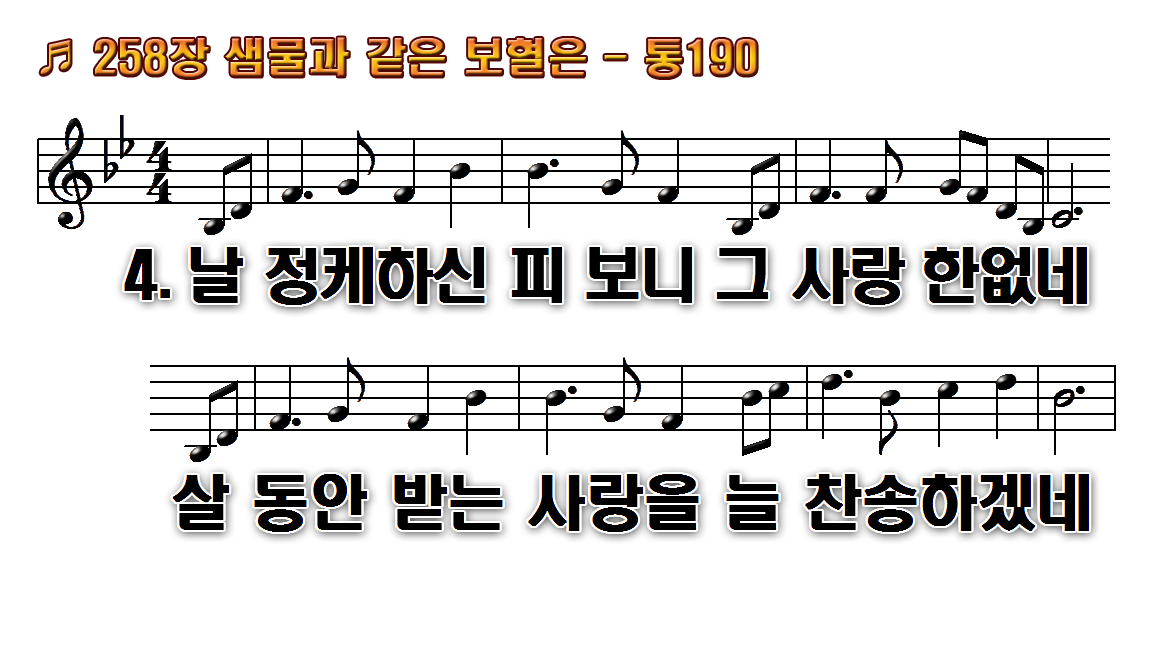 ♬ 258장 샘물과 같은 보혈은 - 통190
4. 날 정케하신 피 보니 그 사랑 한없네
살 동안 받는 사랑을 늘 찬송하겠네